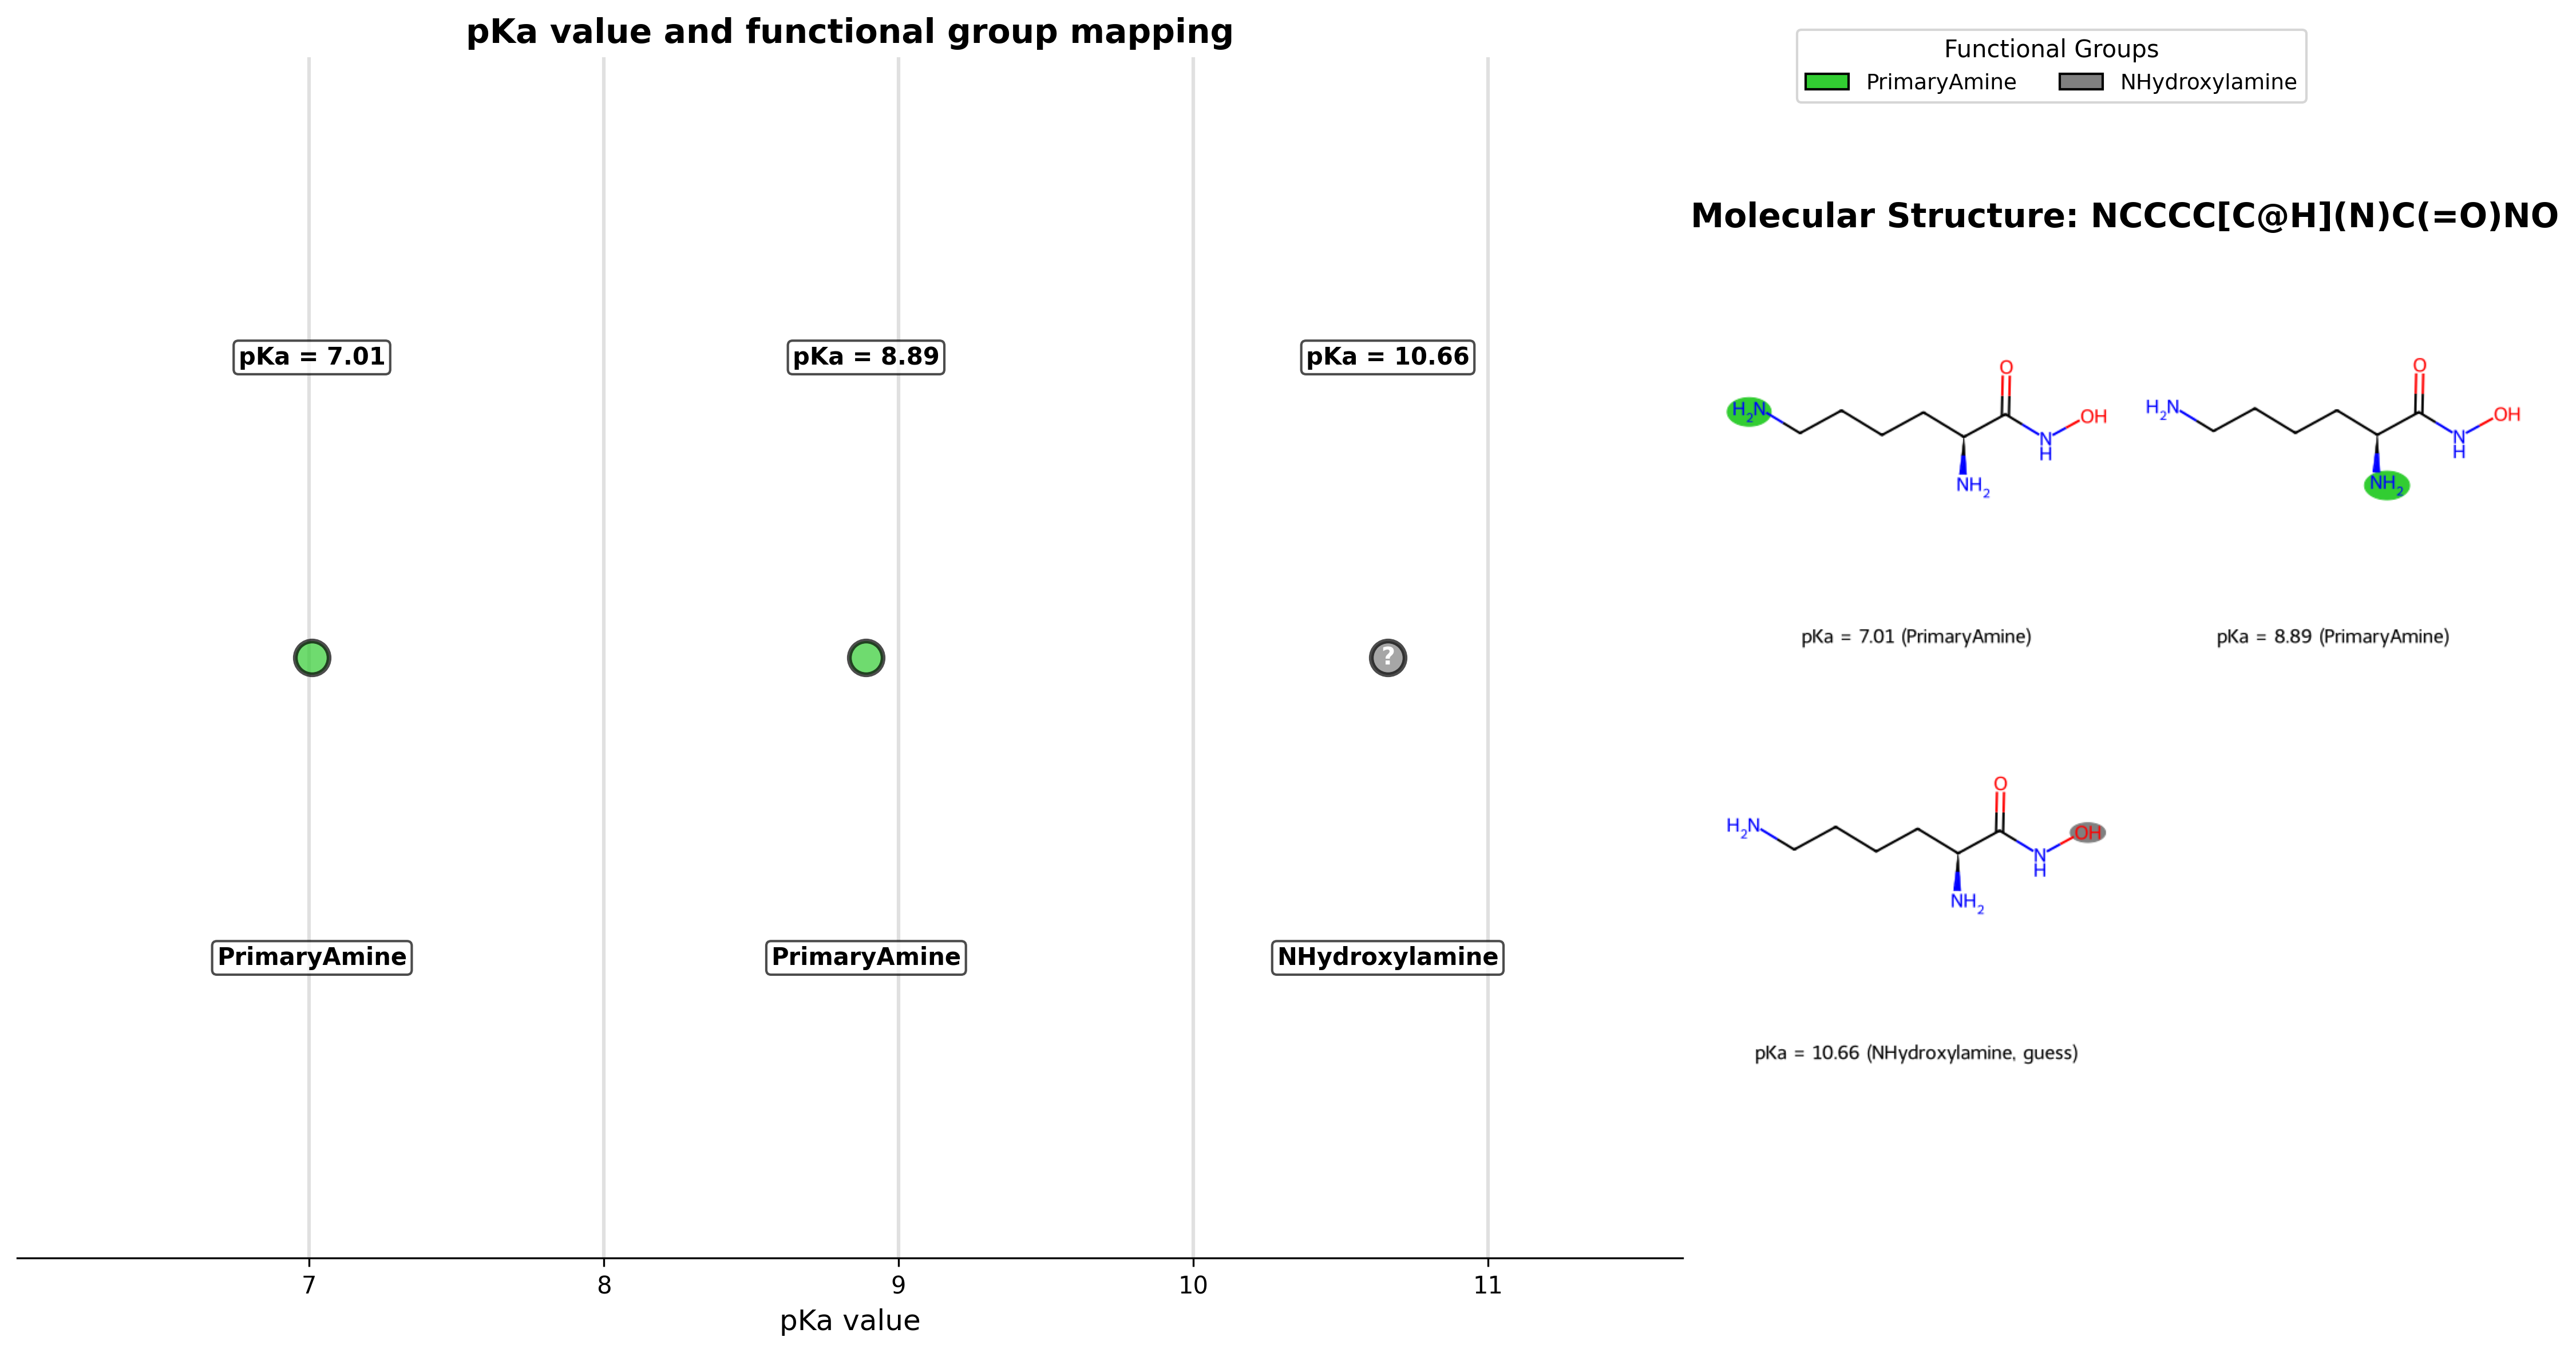 pKa value and functional group mapping
pKa = 7.01
pKa = 8.89
pKa = 10.66
?
PrimaryAmine
PrimaryAmine
NHydroxylamine
7
8
9
10
11
pKa value
Functional Groups
PrimaryAmine
NHydroxylamine
Molecular Structure: NCCCC[C@H](N)C(=O)NO
H2N
O
OH
N
H
NH2
pKa = 7.01 (PrimaryAmine)
H2N
O
OH
N
H
NH2
pKa = 8.89 (PrimaryAmine)
H2N
O
OH
N
H
NH2
pKa = 10.66 (NHydroxylamine, guess)